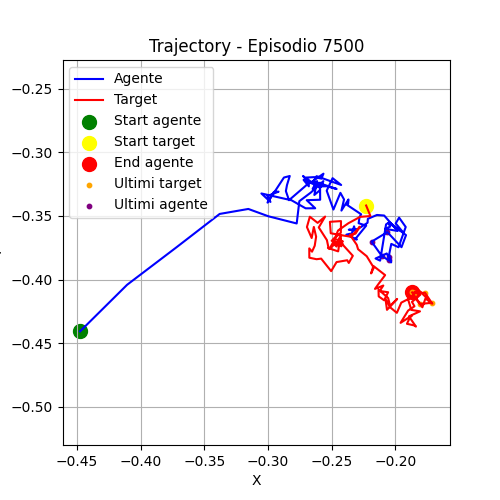 Trajectory - Episodio 7500
Agente
Target
Start agente
Start target
End agente
Ultimi target
Ultimi agente
−0.25
−0.30
−0.35
−0.40
−0.45
−0.50
−0.45
−0.40
−0.35
−0.30
−0.25
−0.20
X